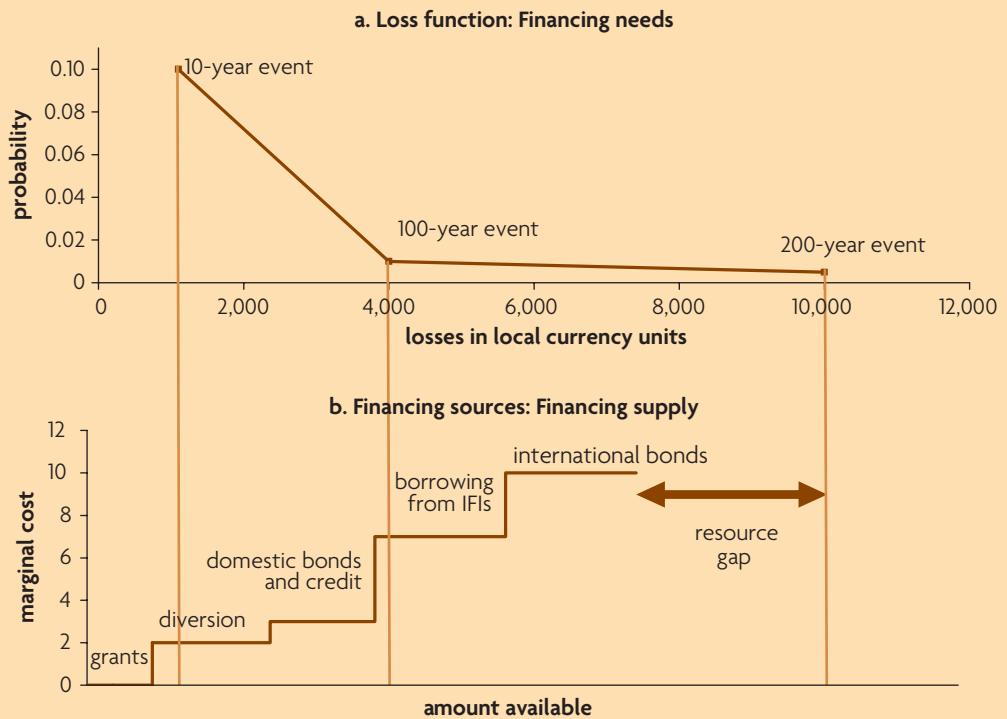 a. Loss function: Financing needs
probability
0.10
0.08
0.06
0.04
0.02
0
10-year event
100-year event
200-year event
0 2,000 4,000 6,000 8,000 10,000 12,000
losses in local currency units
b. Financing sources: Financing supply
marginal cost
12
10
8
6
4
2
0
grants
diversion
domestic bonds
and credit
borrowing
from IFIs
international bonds
resource
gap
amount available